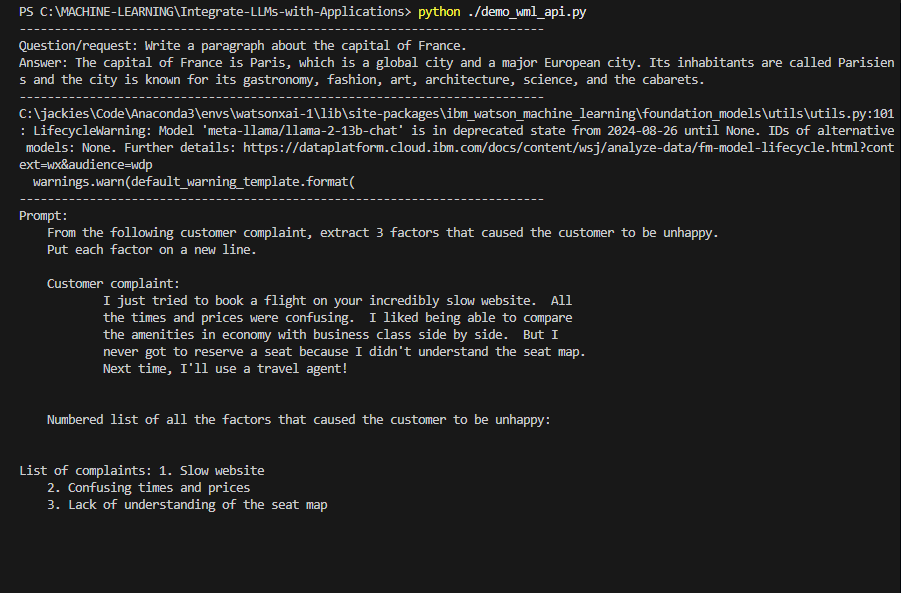 PS C:\MACHINE-LEARNING\Integrate-LLMs-with-Applications> python ./demo_wml_api.py
---------------------------------------------------------------------------
Question/request: Write a paragraph about the capital of France.
Answer: The capital of France is Paris, which is a global city and a major European city. Its inhabitants are called Parisien
s and the city is known for its gastronomy, fashion, art, architecture, science, and the cabarets.
---------------------------------------------------------------------------
C:\jackies\Code\Anaconda3\envs\watsonxai-1\lib\site-packages\ibm_watson_machine_learning\foundation_models\utils\utils.py:101
: LifecycleWarning: Model 'meta-llama/llama-2-13b-chat' is in deprecated state from 2024-08-26 until None. IDs of alternative
 models: None. Further details: https://dataplatform.cloud.ibm.com/docs/content/wsj/analyze-data/fm-model-lifecycle.html?cont
ext=wx&audience=wdp
  warnings.warn(default_warning_template.format(
---------------------------------------------------------------------------
Prompt:
    From the following customer complaint, extract 3 factors that caused the customer to be unhappy.
    Put each factor on a new line.
    Customer complaint:
            I just tried to book a flight on your incredibly slow website.  All
            the times and prices were confusing.  I liked being able to compare
            the amenities in economy with business class side by side.  But I
            never got to reserve a seat because I didn't understand the seat map.
            Next time, I'll use a travel agent!
    Numbered list of all the factors that caused the customer to be unhappy:
List of complaints: 1. Slow website
    2. Confusing times and prices
    3. Lack of understanding of the seat map